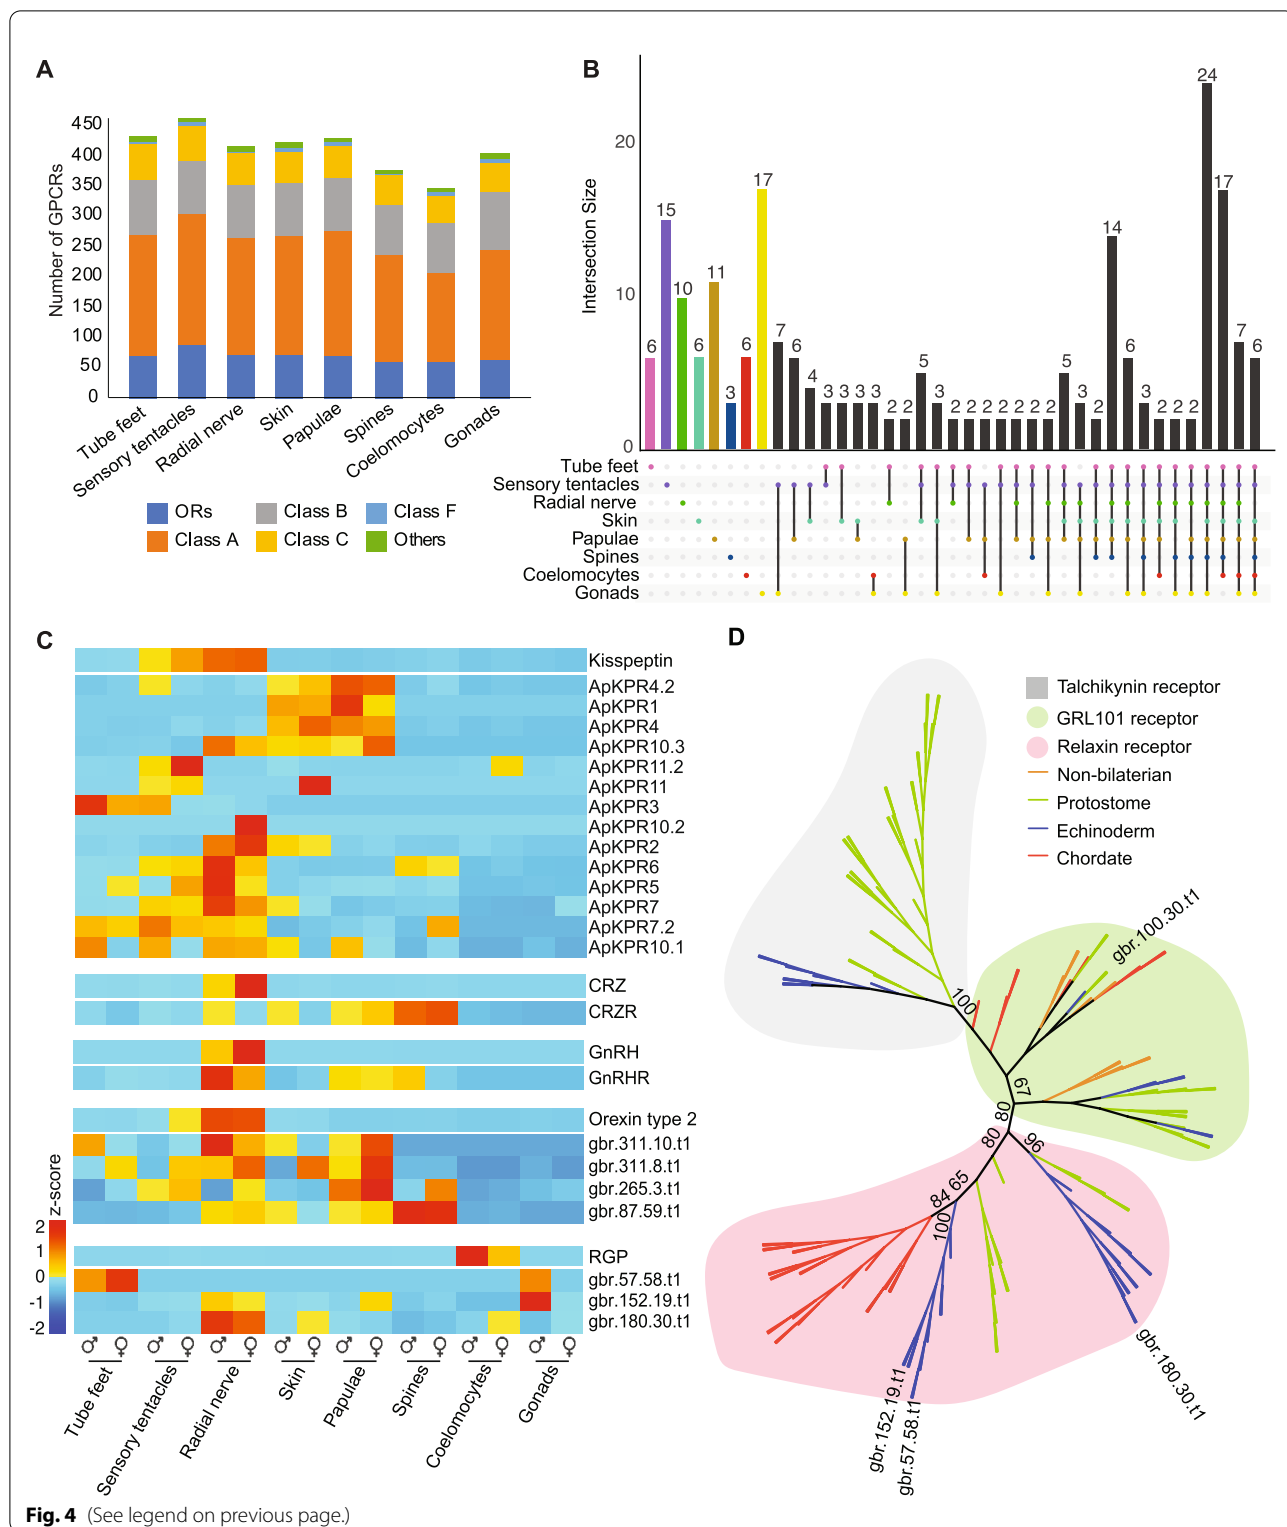 A
Number of GPCRs
450
400
350
300
250
200
150
100
50
0
Tube feet
Sensory tentacles
Radial nerve
Skin
Papulae
Spines
Coelomocytes
Gonads
ORs
Class B
Class F
Class A
Class C
Others
B
Intersection Size
20
10
0
6 15 10 6 11 3 6 17 7 6 4 3 3 3 3 2 2 5 3 2 2 2 2 2 2 2 5 3 2 14 6 3 2 2 2 24 17 7 6
Tube feet
Sensory tentacles
Radial nerve
Skin
Papulae
Spines
Coelomocytes
Gonads
C
Kisspeptin
ApKPR4.2
ApKPR1
ApKPR4
ApKPR10.3
ApKPR11.2
ApKPR11
ApKPR3
ApKPR10.2
ApKPR2
ApKPR6
ApKPR5
ApKPR7
ApKPR7.2
ApKPR10.1
CRZ
CRZR
GnRH
GnRHR
Orexin type 2
gbr.311.10.t1
gbr.311.8.t1
gbr.265.3.t1
gbr.87.59.t1
RGP
gbr.57.58.t1
gbr.152.19.t1
gbr.180.30.t1
z-score
2
1
0
-1
-2
♂ ♀ ♂ ♀ ♂ ♀ ♂ ♀ ♂ ♀ ♂ ♀ ♂ ♀ ♂ ♀
Tube feet
Sensory tentacles
Radial nerve
Skin
Papulae
Spines
Coelomocytes
Gonads
D
Talchikynin receptor
GRL101 receptor
Relaxin receptor
Non-bilaterian
Protostome
Echinoderm
Chordate
gbr.100.30.t1
100
67
80
80
96
65
84
100
gbr.180.30.t1
gbr.152.19.t1
gbr.57.58.t1
Fig. 4 (See legend on previous page.)